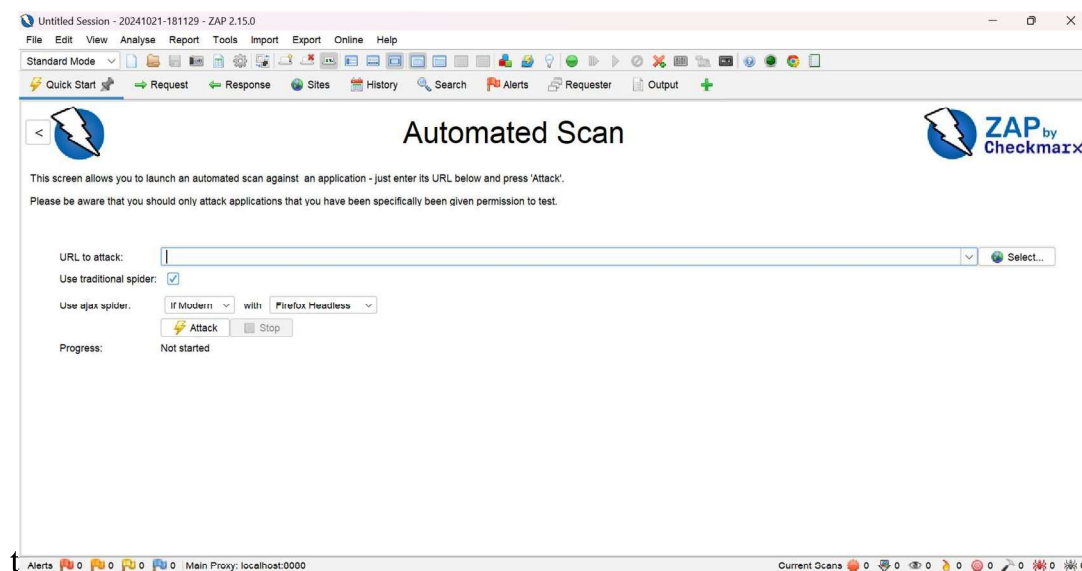 Untitled Session - 20241021-181129 - ZAP 2.15.0
File Edit View Analyse Report Tools Import Export Online Help
Standard Mode
Quick Start Request Response Sites History Search Alerts Requester Output
< Automated Scan ZAP by
Checkmarx
This screen allows you to launch an automated scan against an application - just enter its URL below and press 'Attack'.
Please be aware that you should only attack applications that you have been specifically been given permission to test.
URL to attack: Select...
Use traditional spider:
Use ajax spider: If Modern with Firefox Headless
Attack Stop
Progress: Not started
t Alerts 0 0 0 0 Main Proxy: localhost:0000 Current Scans 0 0 0 0 0 0 0 0